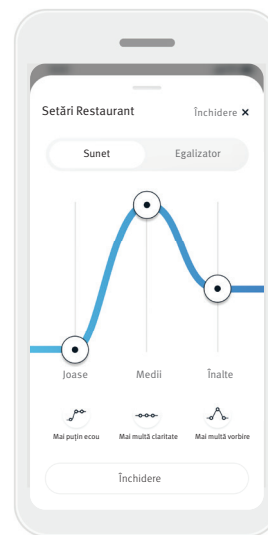 Setări Restaurant Închidere ×
Sunet Egalizator
Joase Medii Înalte
Mai puțin ecou Mai multă claritate Mai multă vorbire
Închidere